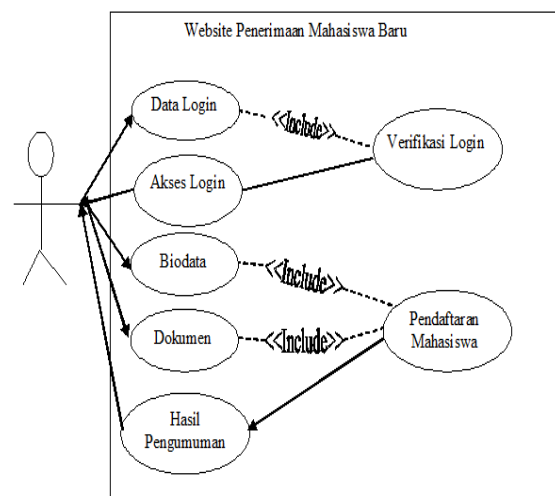 Website Penerimaan Mahasiswa Baru
Data Login
<<Include>>
Verifikasi Login
Akses Login
Biodata
<<Include>>
Pendaftaran
Mahasiswa
Dokumen
<<Include>>
Hasil
Pengumuman